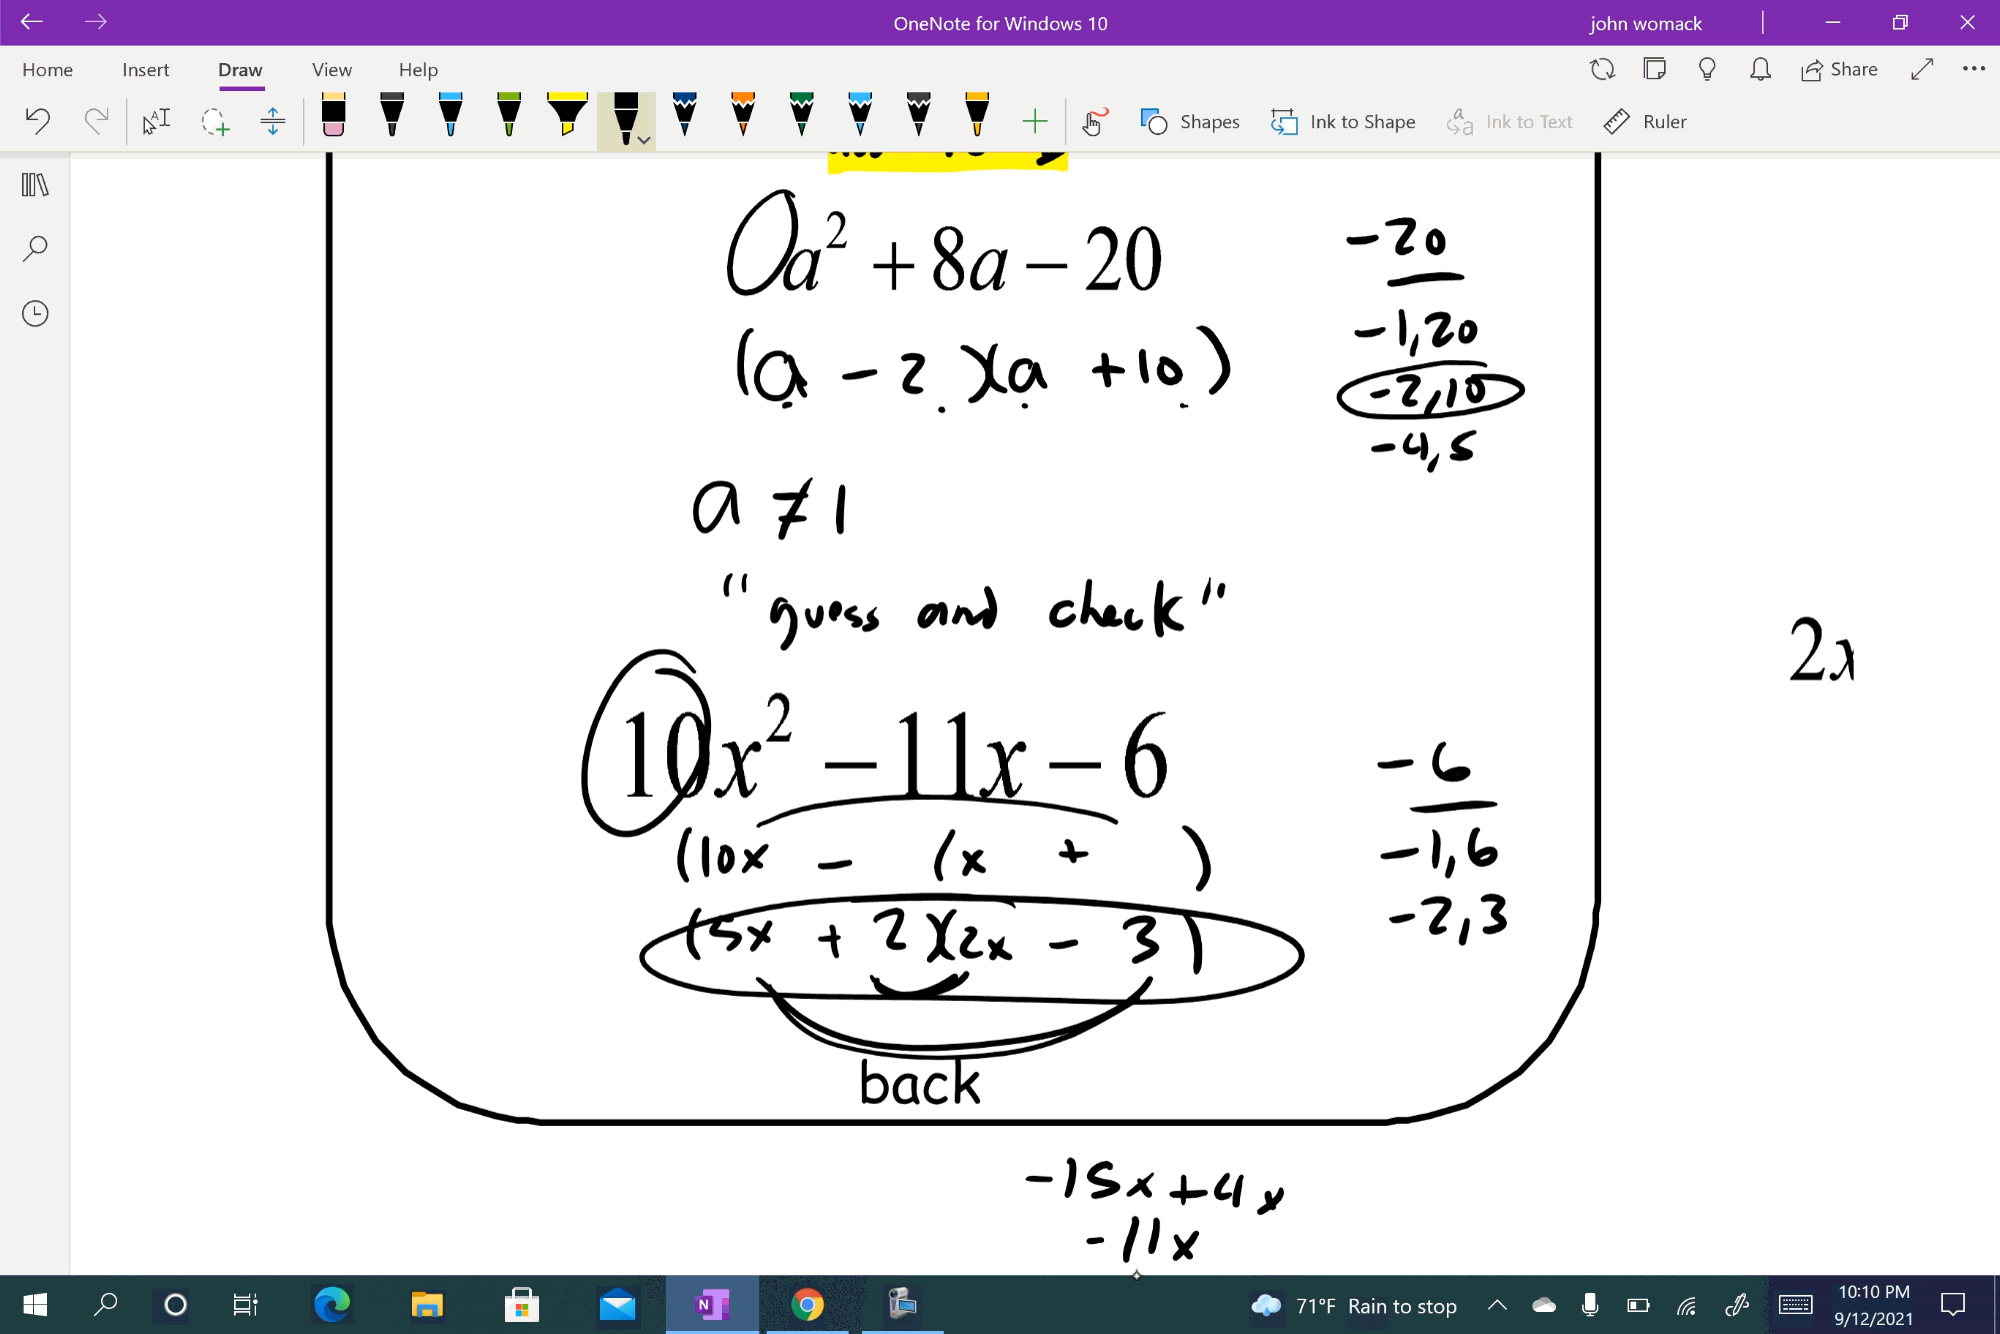 OneNote for Windows 10
john womack
Home Insert Draw View Help
Share
Shapes Ink to Shape Ink to Text Ruler
a² + 8a − 20
(a − 2)(a + 10)
-20
-1,20
-2,10
-4,5
a ≠ 1
"guess and check"
2x
10x² − 11x − 6
(10x − (x + )
(5x + 2)(2x − 3)
-6
-1,6
-2,3
back
-15x+4x
-11x
71°F Rain to stop
10:10 PM
9/12/2021